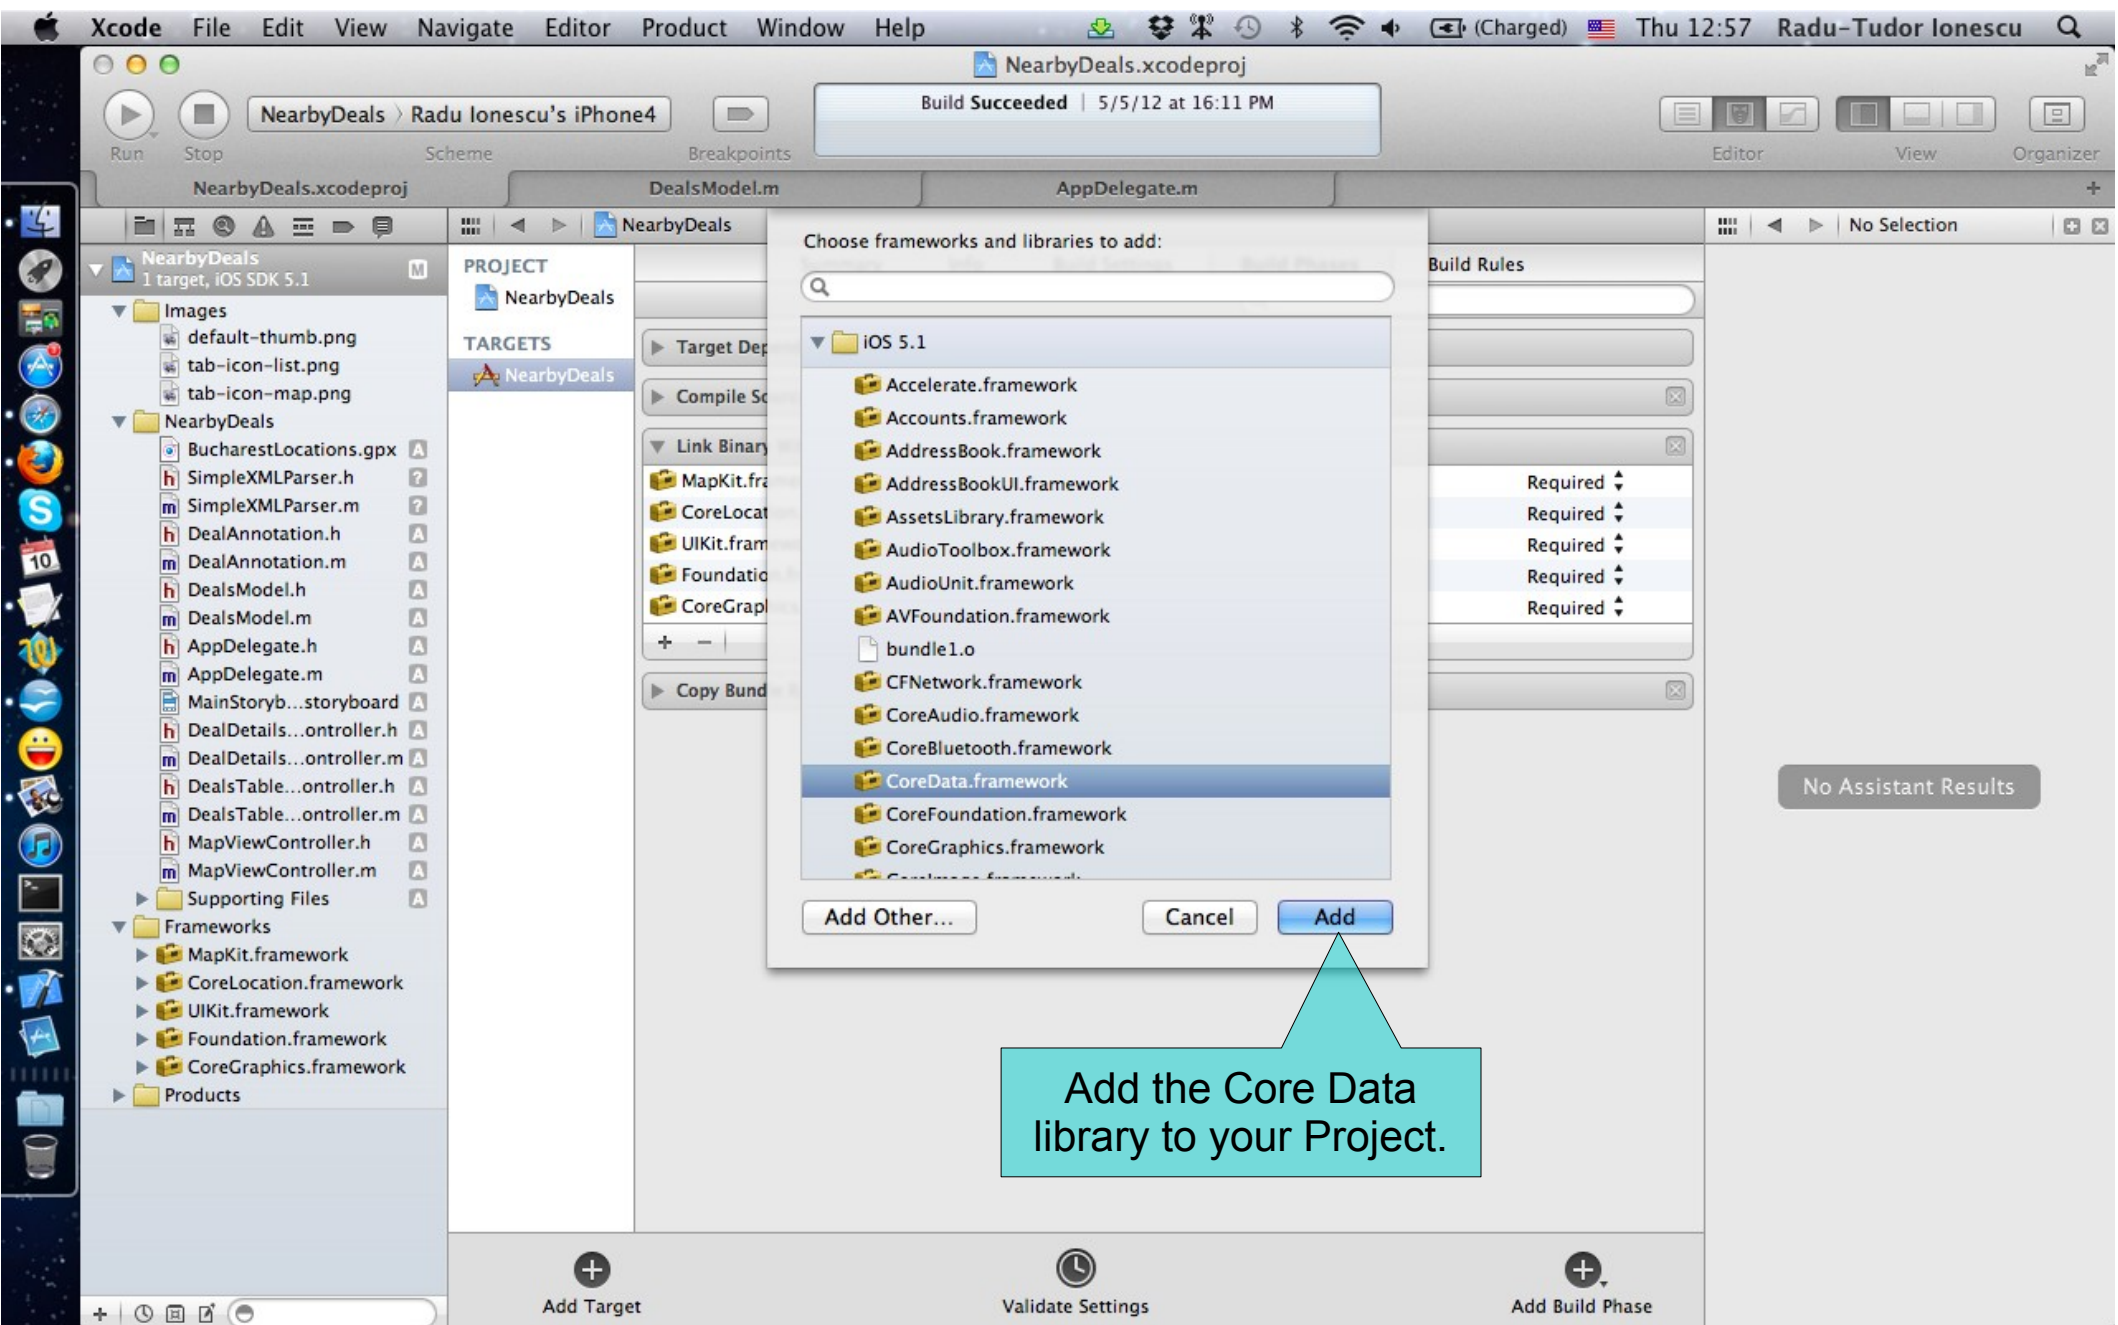 Xcode File Edit View Navigate Editor Product Window Help (Charged) Thu 12:57 Radu-Tudor Ionescu
NearbyDeals.xcodeproj
NearbyDeals Radu Ionescu's iPhone4
Build Succeeded | 5/5/12 at 16:11 PM
Run Stop Scheme Breakpoints Editor View Organizer
NearbyDeals.xcodeproj DealsModel.m AppDelegate.m
NearbyDeals
No Selection
NearbyDeals M
1 target, iOS SDK 5.1
Images
default-thumb.png
tab-icon-list.png
tab-icon-map.png
NearbyDeals
BucharestLocations.gpx A
h SimpleXMLParser.h ?
m SimpleXMLParser.m ?
h DealAnnotation.h A
m DealAnnotation.m A
h DealsModel.h A
m DealsModel.m A
h AppDelegate.h A
m AppDelegate.m A
MainStoryb...storyboard A
h DealDetails...ontroller.h A
m DealDetails...ontroller.m A
h DealsTable...ontroller.h A
m DealsTable...ontroller.m A
h MapViewController.h A
m MapViewController.m A
Supporting Files A
Frameworks
MapKit.framework
CoreLocation.framework
UIKit.framework
Foundation.framework
CoreGraphics.framework
Products
PROJECT
NearbyDeals
TARGETS
NearbyDeals
Summary Info Build Settings Build Phases Build Rules
Target Dep
Compile So
Link Binary
MapKit.fra Required
CoreLocat Required
UIKit.fram Required
Foundatio Required
CoreGrap Required
+ −
Copy Bund
Choose frameworks and libraries to add:
iOS 5.1
Accelerate.framework
Accounts.framework
AddressBook.framework
AddressBookUI.framework
AssetsLibrary.framework
AudioToolbox.framework
AudioUnit.framework
AVFoundation.framework
bundle1.o
CFNetwork.framework
CoreAudio.framework
CoreBluetooth.framework
CoreData.framework
CoreFoundation.framework
CoreGraphics.framework
CoreImage.framework
Add Other... Cancel Add
Add the Core Data
library to your Project.
No Assistant Results
10
Add Target Validate Settings Add Build Phase